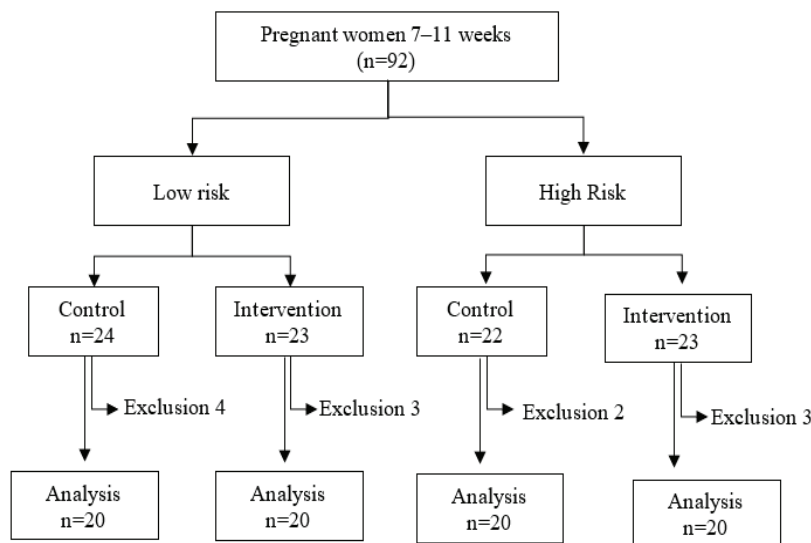 Pregnant women 7–11 weeks
(n=92)
Low risk
High Risk
Control
n=24
Intervention
n=23
Control
n=22
Intervention
n=23
Exclusion 4
Exclusion 3
Exclusion 2
Exclusion 3
Analysis
n=20
Analysis
n=20
Analysis
n=20
Analysis
n=20